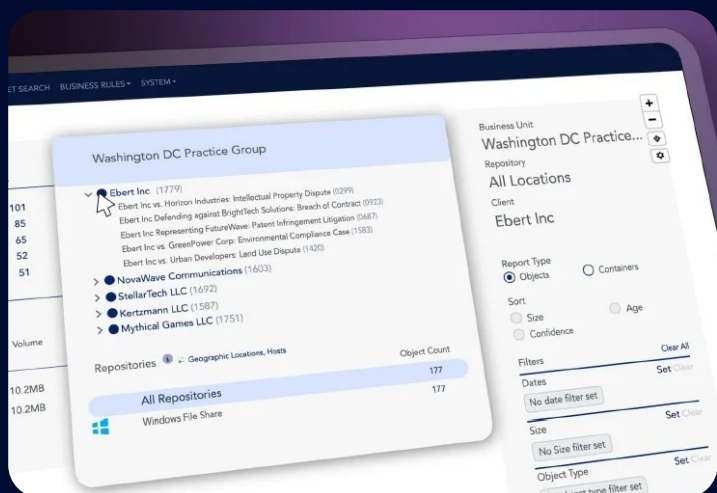 ET SEARCH BUSINESS RULES SYSTEM
101
85
65
52
51
Volume
10.2MB
10.2MB
Washington DC Practice Group
Ebert Inc (1779)
Ebert Inc vs. Horizon Industries: Intellectual Property Dispute (0299)
Ebert Inc Defending against BrightTech Solutions: Breach of Contract (0923)
Ebert Inc Representing FutureWave: Patent Infringement Litigation (0687)
Ebert Inc vs. GreenPower Corp: Environmental Compliance Case (1583)
Ebert Inc vs. Urban Developers: Land Use Dispute (1420)
NovaWave Communications (1603)
StellarTech LLC (1692)
Kertzmann LLC (1587)
Mythical Games LLC (1751)
Repositories Geographic Locations, Hosts
Object Count
All Repositories 177
Windows File Share 177
Business Unit
Washington DC Practice...
Repository
All Locations
Client
Ebert Inc
Report Type
Objects Containers
Sort
Size Age
Confidence
Filters Clear All
Dates Set Clear
No date filter set
Size Set Clear
No Size filter set
Object Type Set Clear
object type filter set